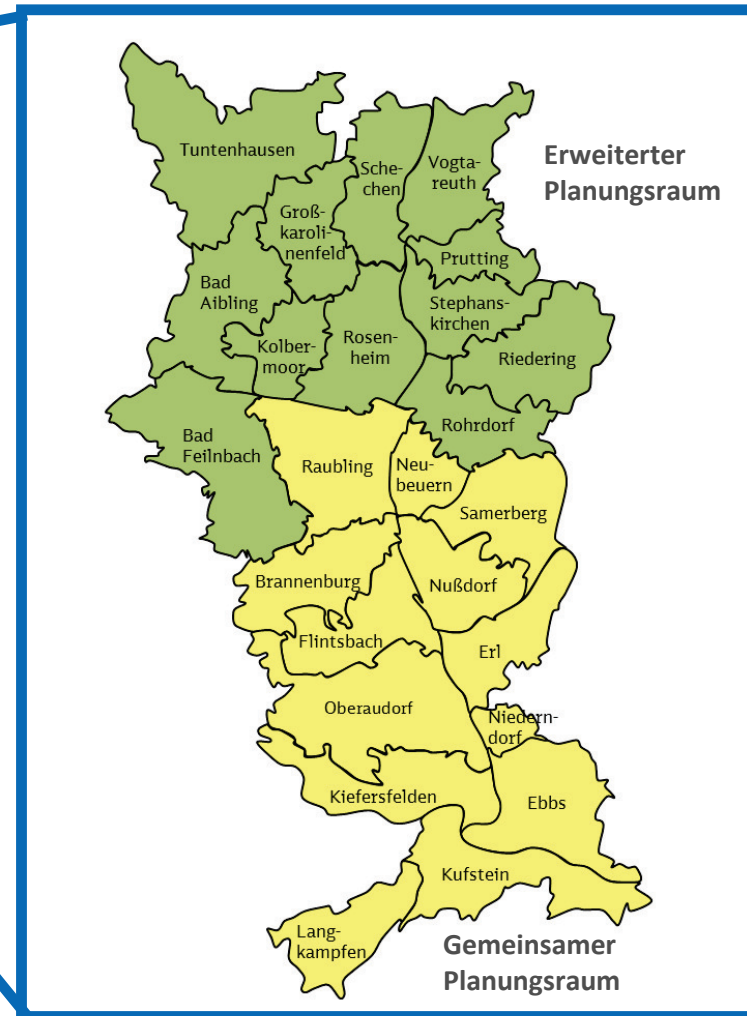 Tuntenhausen
Sche-
chen
Vogta-
reuth
Erweiterter
Planungsraum
Groß-
karoli-
nenfeld
Prutting
Bad
Aibling
Stephans-
kirchen
Kolber-
moor
Rosen-
heim
Riedering
Rohrdorf
Bad
Feilnbach
Raubling
Neu-
beuern
Samerberg
Brannenburg
Nußdorf
Flintsbach
Erl
Oberaudorf
Niedern-
dorf
Kiefersfelden
Ebbs
Kufstein
Lang-
kampfen
Gemeinsamer
Planungsraum